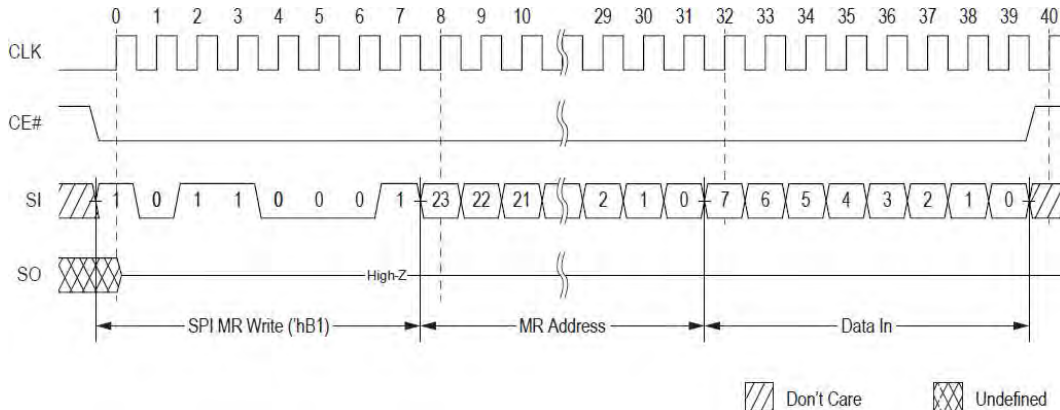 0 1 2 3 4 5 6 7 8 9 10 29 30 31 32 33 34 35 36 37 38 39 40
CLK
CE#
SI 1 0 1 1 0 0 0 1 23 22 21 2 1 0 7 6 5 4 3 2 1 0
SO High-Z
SPI MR Write ('hB1) MR Address Data In
Don't Care Undefined